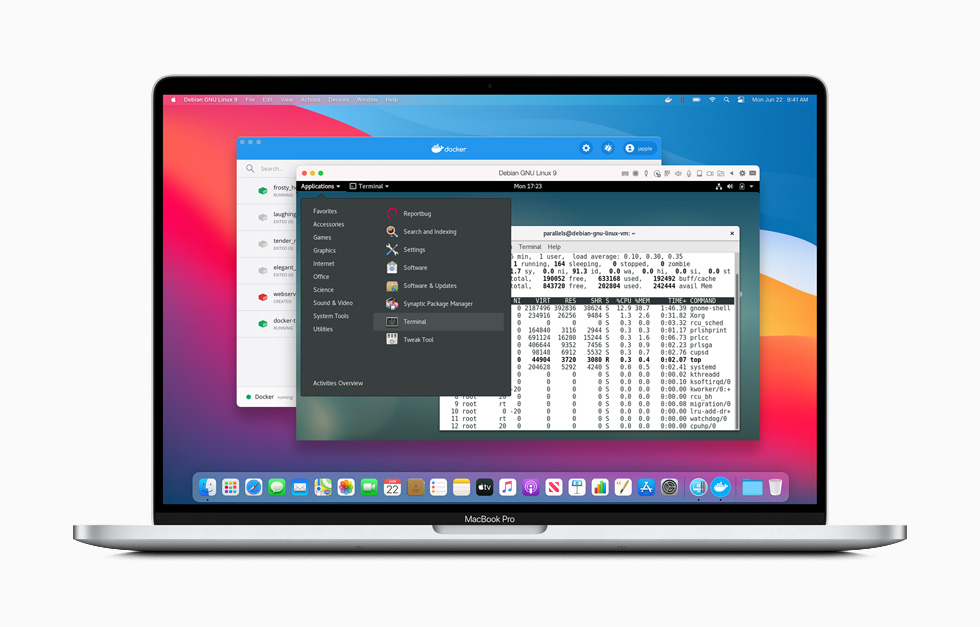 Debian GNU Linux 9 File Edit View Actions Devices Window Help
Mon Jun 22 9:41 AM
docker
japple
Search...
RUNNING
laughing
EXITED (0)
EXITED (0)
EXITED (0)
CREATED
RUNNING
Docker running
Debian GNU Linux 9
Applications Terminal Mon 17:23
Favorites
Accessories
Games
Graphics
Internet
Office
Science
Sound & Video
System Tools
Utilities
Activities Overview
Reportbug
Search and Indexing
Settings
Software
Software & Updates
Synaptic Package Manager
Terminal
Tweak Tool
parallels@debian-gnu-linux-vm: ~
Terminal Help
min, 1 user, load average: 0.10, 0.30, 0.35
1 running, 164 sleeping, 0 stopped, 0 zombie
sy, 0.0 ni, 91.3 id, 0.0 wa, 0.0 hi, 0.0 si, 0.0 st
190052 free, 633168 used, 192492 buff/cache
843720 free, 202804 used. 242444 avail Mem
NI VIRT RES SHR S %CPU %MEM TIME+ COMMAND
0 2187496 392836 38624 S 12.9 38.7 1:46.39 gnome-shell
0 234916 26256 9484 S 1.3 2.6 0:31.82 Xorg
0 0 0 0 S 0.3 0.0 0:03.32 rcu_sched
0 164840 3116 2944 S 0.3 0.3 0:01.17 prlshprint
0 691124 16280 15244 S 0.3 1.6 0:06.73 prlcc
0 406644 9352 7456 S 0.3 0.9 0:02.23 prlsga
0 98148 6912 5532 S 0.3 0.7 0:02.76 cupsd
0 44904 3720 3080 R 0.3 0.4 0:02.07 top
0 204628 5292 4240 S 0.0 0.5 0:02.41 systemd
0 0 0 0 S 0.0 0.0 0:00.02 kthreadd
0 0 0 0 S 0.0 0.0 0:00.10 ksoftirqd/0
-20 0 0 0 S 0.0 0.0 0:00.00 kworker/0:+
0 0 0 S 0.0 0.0 0:00.00 rcu_bh
9 root rt 0 0 0 0 S 0.0 0.0 0:00.08 migration/0
10 root 0 -20 0 0 0 S 0.0 0.0 0:00.00 lru-add-dr+
11 root rt 0 0 0 0 S 0.0 0.0 0:00.00 watchdog/0
12 root 20 0 0 0 0 S 0.0 0.0 0:00.00 cpuhp/0
JUN
22
tv
MacBook Pro